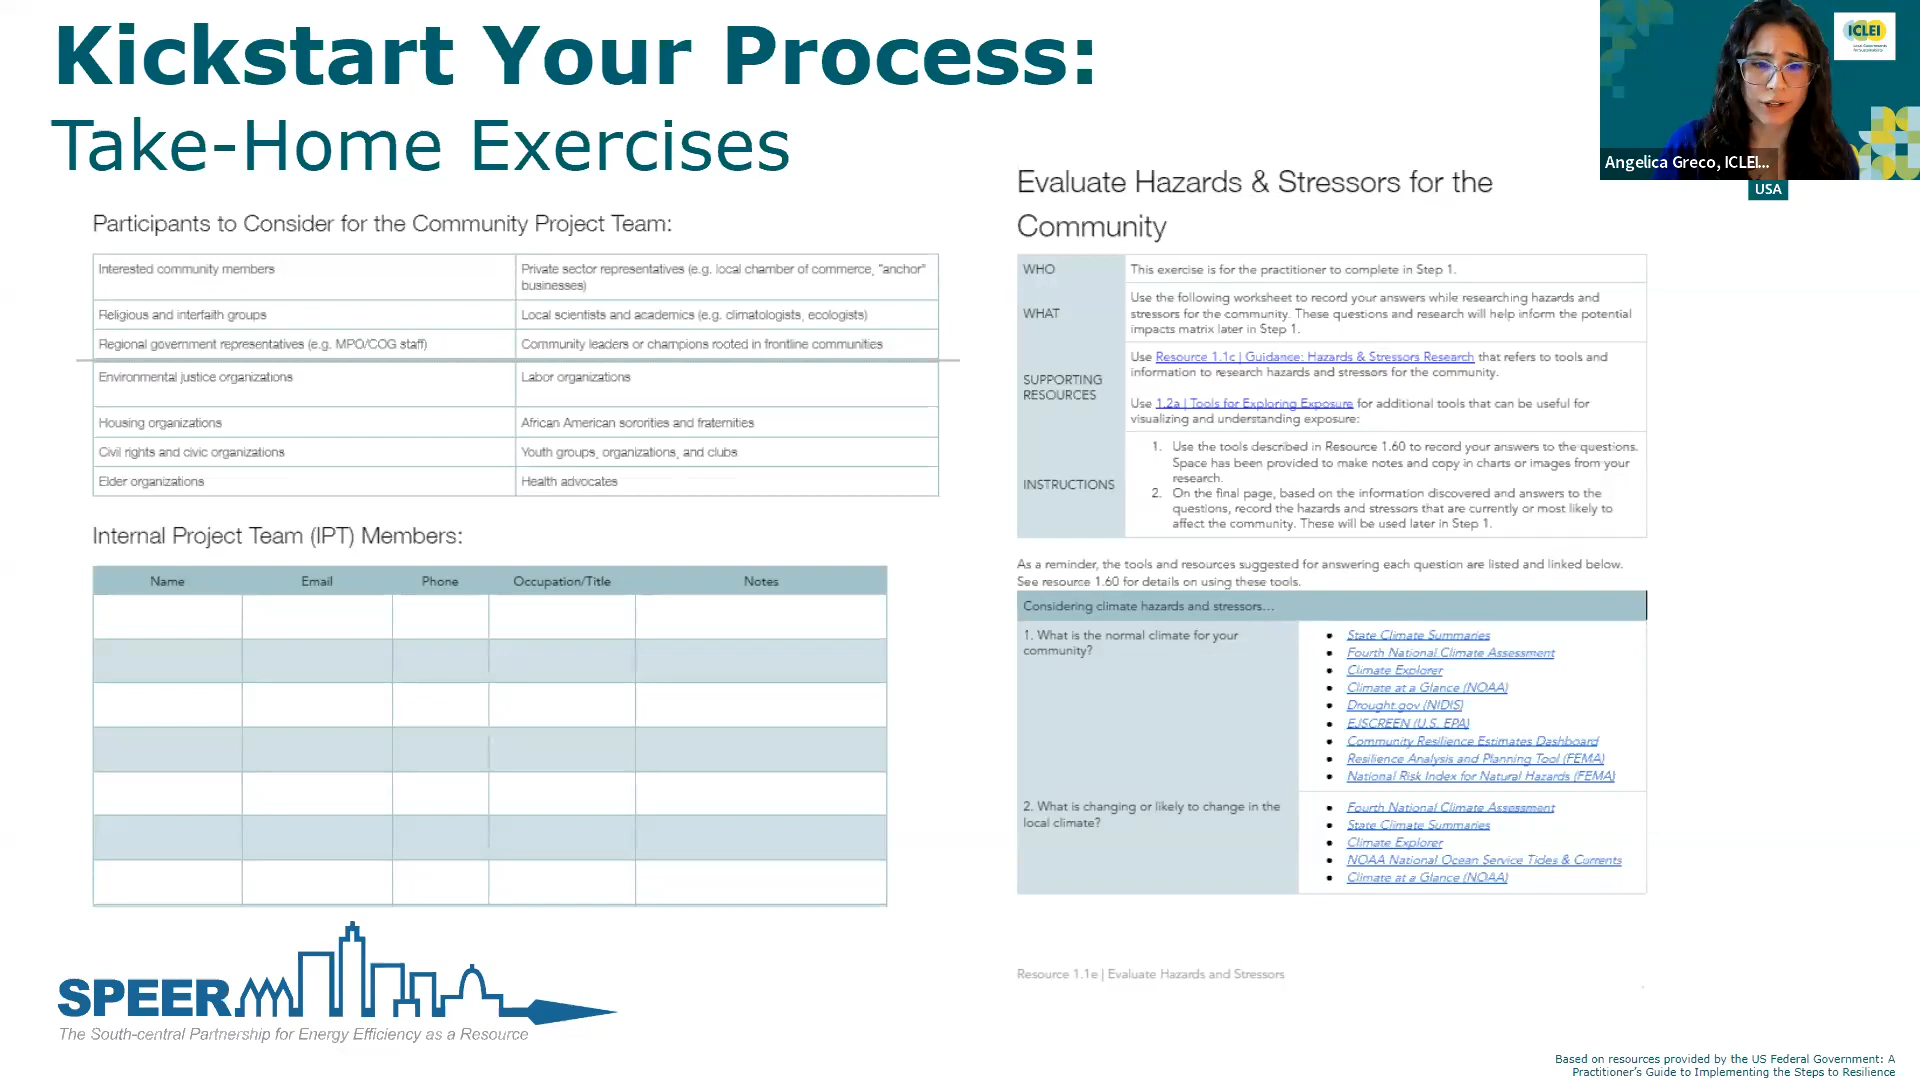 Kickstart Your Process:
Take-Home Exercises
ICLEI
Angelica Greco, ICLEI...
USA
Participants to Consider for the Community Project Team:
Interested community members
Private sector representatives (e.g. local chamber of commerce, "anchor"
businesses)
Religious and interfaith groups
Local scientists and academics (e.g. climatologists, ecologists)
Regional government representatives (e.g. MPO/COG staff)
Community leaders or champions rooted in frontline communities
Environmental justice organizations
Labor organizations
Housing organizations
African American sororities and fraternities
Civil rights and civic organizations
Youth groups, organizations, and clubs
Elder organizations
Health advocates
Internal Project Team (IPT) Members:
Name Email Phone Occupation/Title Notes
SPEER
The South-central Partnership for Energy Efficiency as a Resource
Evaluate Hazards & Stressors for the
Community
WHO
This exercise is for the practitioner to complete in Step 1.
WHAT
Use the following worksheet to record your answers while researching hazards and
stressors for the community. These questions and research will help inform the potential
impacts matrix later in Step 1.
SUPPORTING
RESOURCES
Use Resource 1.1c | Guidance: Hazards & Stressors Research that refers to tools and
information to research hazards and stressors for the community.
Use 1.2a | Tools for Exploring Exposure for additional tools that can be useful for
visualizing and understanding exposure:
INSTRUCTIONS
1. Use the tools described in Resource 1.60 to record your answers to the questions.
Space has been provided to make notes and copy in charts or images from your
research.
2. On the final page, based on the information discovered and answers to the
questions, record the hazards and stressors that are currently or most likely to
affect the community. These will be used later in Step 1.
As a reminder, the tools and resources suggested for answering each question are listed and linked below.
See resource 1.60 for details on using these tools.
Considering climate hazards and stressors...
1. What is the normal climate for your
community?
• State Climate Summaries
• Fourth National Climate Assessment
• Climate Explorer
• Climate at a Glance (NOAA)
• Drought.gov (NIDIS)
• EJSCREEN (U.S. EPA)
• Community Resilience Estimates Dashboard
• Resilience Analysis and Planning Tool (FEMA)
• National Risk Index for Natural Hazards (FEMA)
2. What is changing or likely to change in the
local climate?
• Fourth National Climate Assessment
• State Climate Summaries
• Climate Explorer
• NOAA National Ocean Service Tides & Currents
• Climate at a Glance (NOAA)
Resource 1.1e | Evaluate Hazards and Stressors
Based on resources provided by the US Federal Government: A
Practitioner's Guide to Implementing the Steps to Resilience